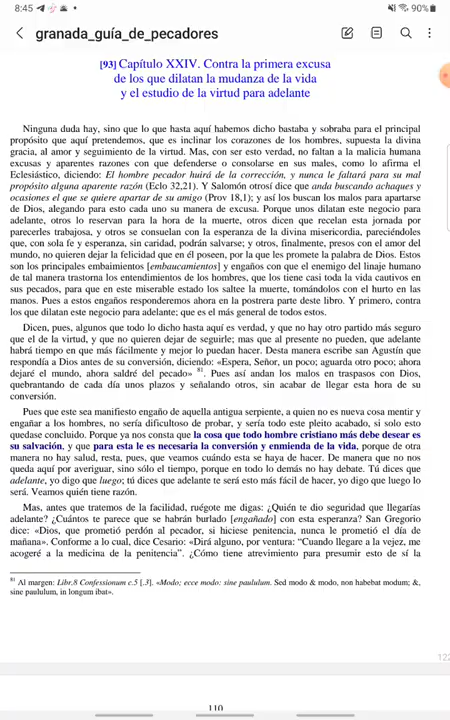 8:45
90%
granada_guía_de_pecadores
[93] Capítulo XXIV. Contra la primera excusa
de los que dilatan la mudanza de la vida
y el estudio de la virtud para adelante
Ninguna duda hay, sino que lo que hasta aquí habemos dicho bastaba y sobraba para el principal
propósito que aquí pretendemos, que es inclinar los corazones de los hombres, supuesta la divina
gracia, al amor y seguimiento de la virtud. Mas, con ser esto verdad, no faltan a la malicia humana
excusas y aparentes razones con que defenderse o consolarse en sus males, como lo afirma el
Eclesiástico, diciendo: El hombre pecador huirá de la corrección, y nunca le faltará para su mal
propósito alguna aparente razón (Eclo 32,21). Y Salomón otrosí dice que anda buscando achaques y
ocasiones el que se quiere apartar de su amigo (Prov 18,1); y así los buscan los malos para apartarse
de Dios, alegando para esto cada uno su manera de excusa. Porque unos dilatan este negocio para
adelante, otros lo reservan para la hora de la muerte, otros dicen que recelan esta jornada por
parecerles trabajosa, y otros se consuelan con la esperanza de la divina misericordia, pareciéndoles
que, con sola fe y esperanza, sin caridad, podrán salvarse; y otros, finalmente, presos con el amor del
mundo, no quieren dejar la felicidad que en él poseen, por la que les promete la palabra de Dios. Estos
son los principales embaimientos [embaucamientos] y engaños con que el enemigo del linaje humano
de tal manera trastorna los entendimientos de los hombres, que los tiene casi toda la vida cautivos en
sus pecados, para que en este miserable estado los saltee la muerte, tomándolos con el hurto en las
manos. Pues a estos engaños responderemos ahora en la postrera parte deste libro. Y primero, contra
los que dilatan este negocio para adelante; que es el más general de todos estos.
Dicen, pues, algunos que todo lo dicho hasta aquí es verdad, y que no hay otro partido más seguro
que el de la virtud, y que no quieren dejar de seguirle; mas que al presente no pueden, que adelante
habrá tiempo en que más fácilmente y mejor lo puedan hacer. Desta manera escribe san Agustín que
respondía a Dios antes de su conversión, diciendo: «Espera, Señor, un poco; aguarda otro poco; ahora
dejaré el mundo, ahora saldré del pecado» 81. Pues así andan los malos en traspasos con Dios,
quebrantando de cada día unos plazos y señalando otros, sin acabar de llegar esta hora de su
conversión.
Pues que este sea manifiesto engaño de aquella antigua serpiente, a quien no es nueva cosa mentir y
engañar a los hombres, no sería dificultoso de probar, y sería todo este pleito acabado, si solo esto
quedase concluido. Porque ya nos consta que la cosa que todo hombre cristiano más debe desear es
su salvación, y que para esta le es necesaria la conversión y enmienda de la vida, porque de otra
manera no hay salud, resta, pues, que veamos cuándo esta se haya de hacer. De manera que no nos
queda aquí por averiguar, sino sólo el tiempo, porque en todo lo demás no hay debate. Tú dices que
adelante, yo digo que luego; tú dices que adelante te será esto más fácil de hacer, yo digo que luego lo
será. Veamos quién tiene razón.
Mas, antes que tratemos de la facilidad, ruégote me digas: ¿Quién te dio seguridad que llegarías
adelante? ¿Cuántos te parece que se habrán burlado [engañado] con esta esperanza? San Gregorio
dice: «Dios, que prometió perdón al pecador, si hiciese penitencia, nunca le prometió el día de
mañana». Conforme a lo cual, dice Cesario: «Dirá alguno, por ventura: “Cuando llegare a la vejez, me
acogeré a la medicina de la penitencia”. ¿Cómo tiene atrevimiento para presumir esto de sí la
81 Al margen: Libr.8 Confessionum c.5 [.3]. «Modo; ecce modo: sine paululum. Sed modo & modo, non habebat modum; &,
sine paululum, in longum ibat».
122
110